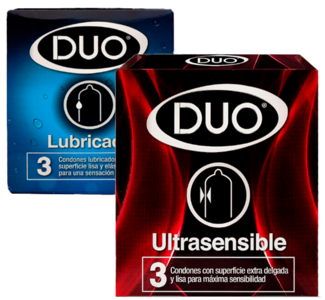 DUO®
Lubricad
3 Condones lubricados
superficie lisa y elás
para una sensación
DUO®
Ultrasensible
3 Condones con superficie extra delgada
y lisa para máxima sensibilidad